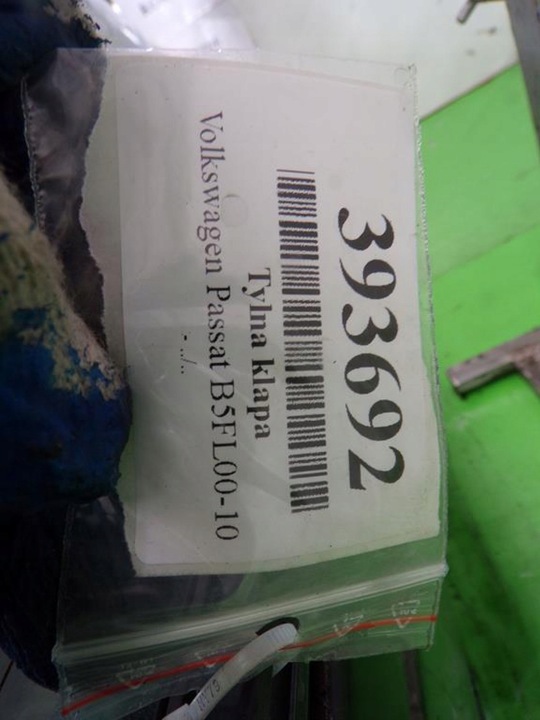 393692
Tylna klapa
Volkswagen Passat B5FL00-10
- ../..